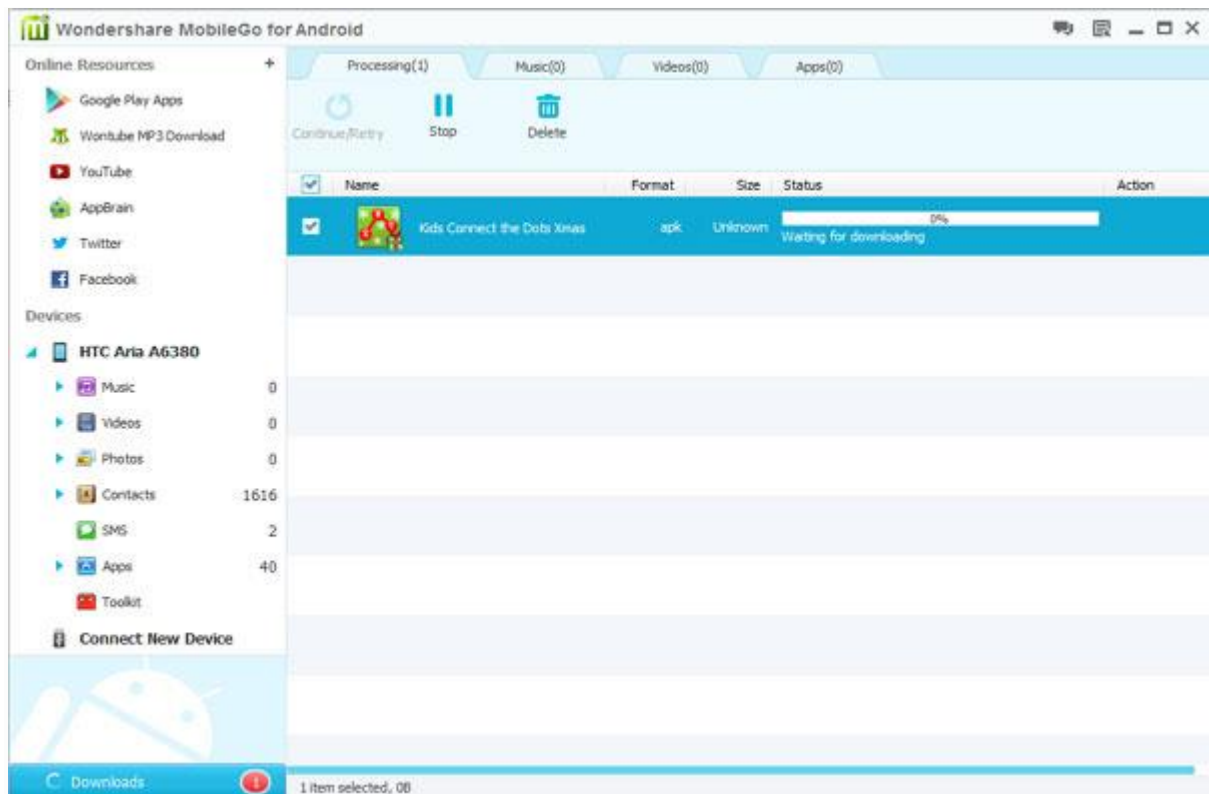 Wondershare MobileGo for Android
Online Resources +
Google Play Apps
Wontube MP3 Download
YouTube
AppBrain
Twitter
Facebook
Devices
HTC Aria A6380
Music 0
Videos 0
Photos 0
Contacts 1616
SMS 2
Apps 40
Toolkit
Connect New Device
Downloads 1
Processing(1) Music(0) Videos(0) Apps(0)
Continue/Retry Stop Delete
Name Format Size Status Action
Kids Connect the Dots Xmas apk Unknown 0%
Waiting for downloading
1 item selected, 0B